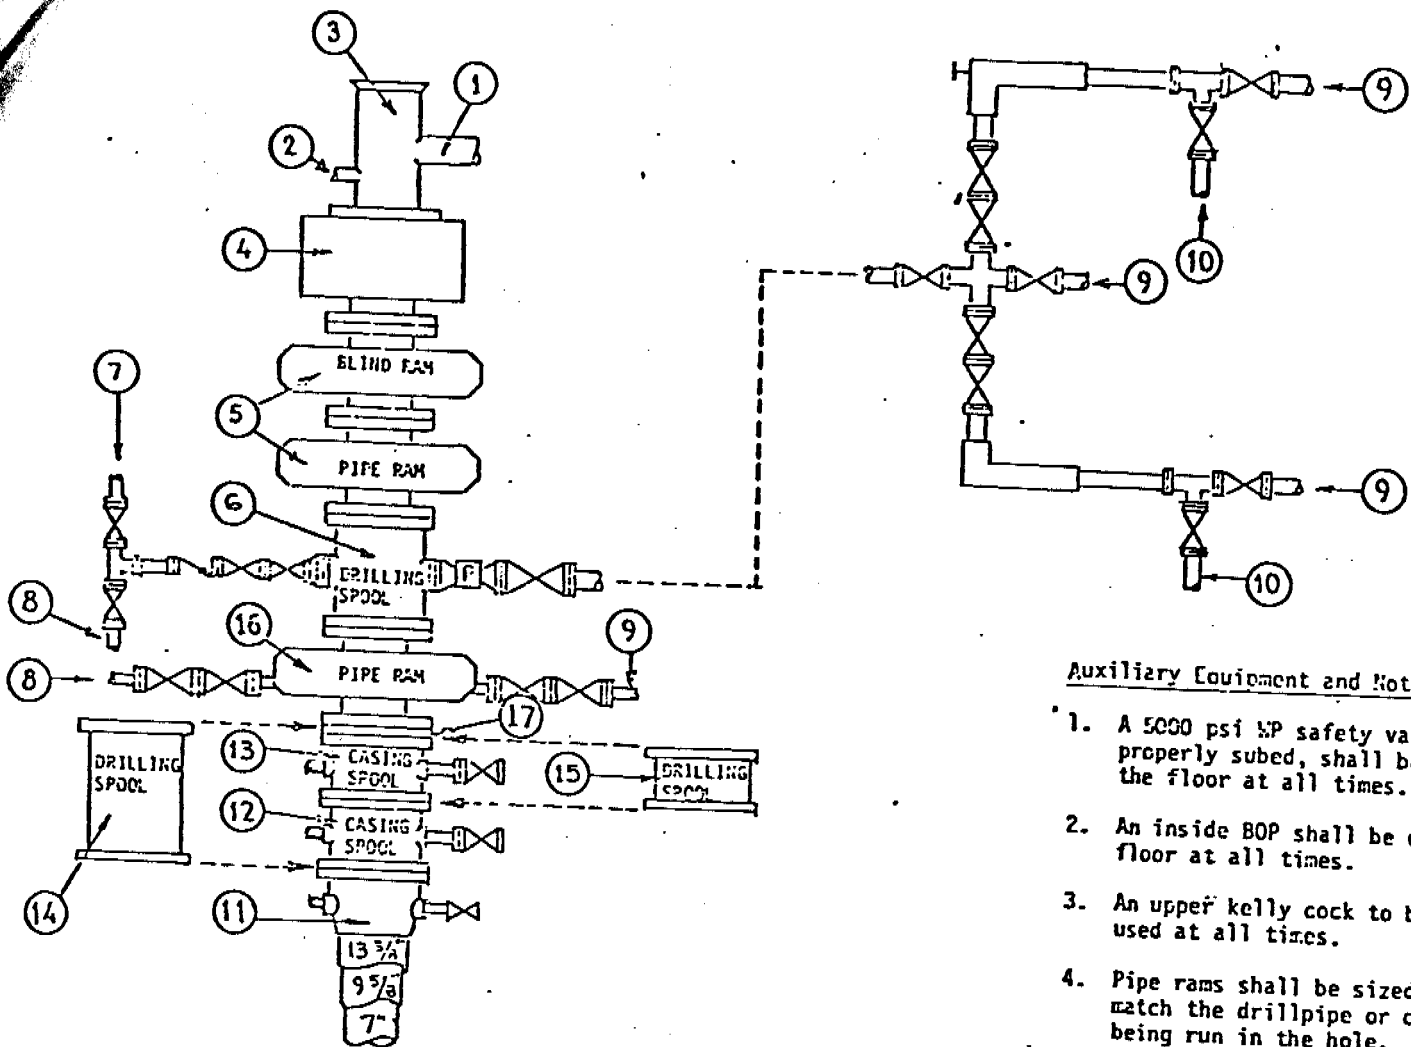 3
1
2
4
9
10
9
7
BLIND RAM
5
PIPE RAM
6
9
DRILLING
SPOOL
8
10
16
9
8
PIPE RAM
17
13
CASING
SPOOL
DRILLING
SPOOL
15
DRILLING
SPOOL
12
CASING
SPOOL
14
11
13 3/8"
9 5/8"
7"
Auxiliary Equipment and
1. A 5000 psi WP safety
properly subed, shall
the floor at all times.
2. An inside BOP shall be
floor at all times.
3. An upper kelly cock to
used at all times.
4. Pipe rams shall be sized
match the drillpipe or
being run in the hole.